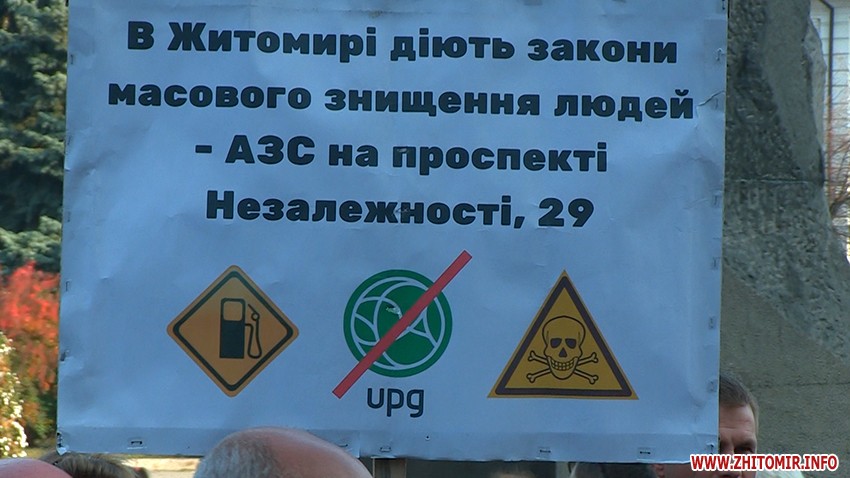 В Житомирі діють закони
масового знищення людей
- АЗС на проспекті
Незалежності, 29
upg
WWW.ZHITOMIR.INFO